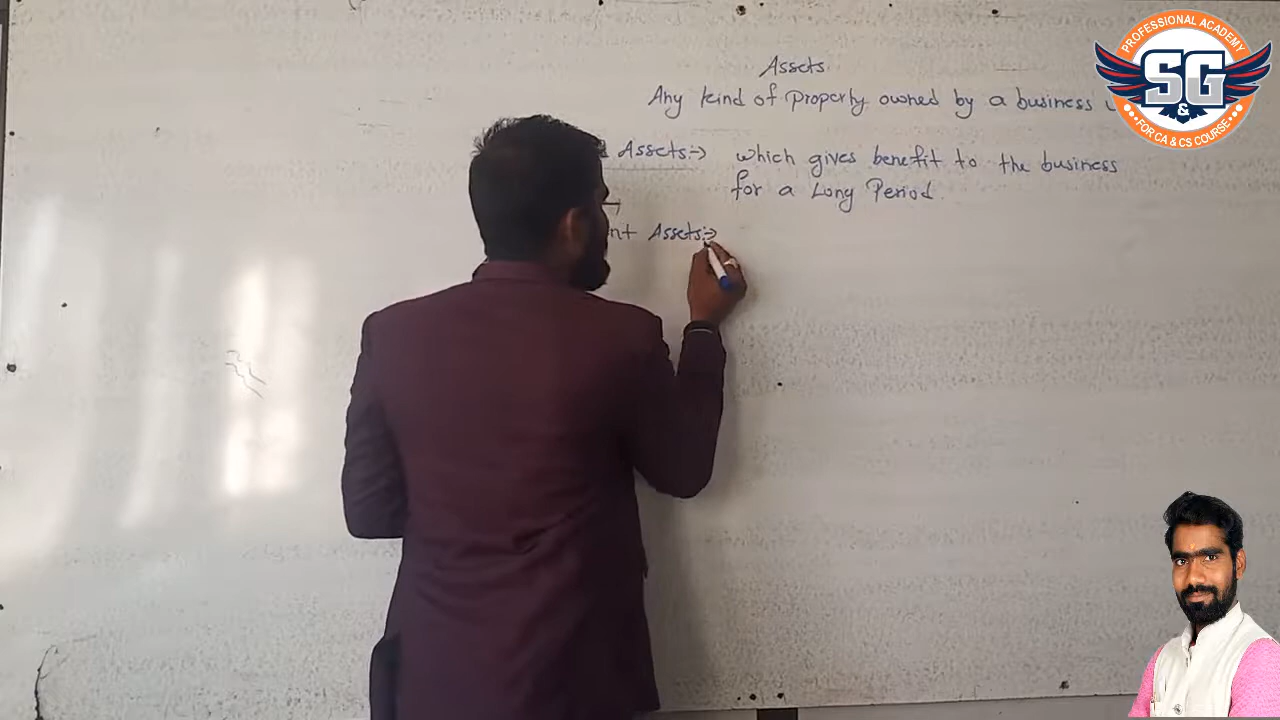 Assets
Any kind of Property owned by a business
Assets:→ which gives benefit to the business
for a Long Period.
Assets:→
PROFESSIONAL ACADEMY
SG
&
FOR CA & CS COURSE